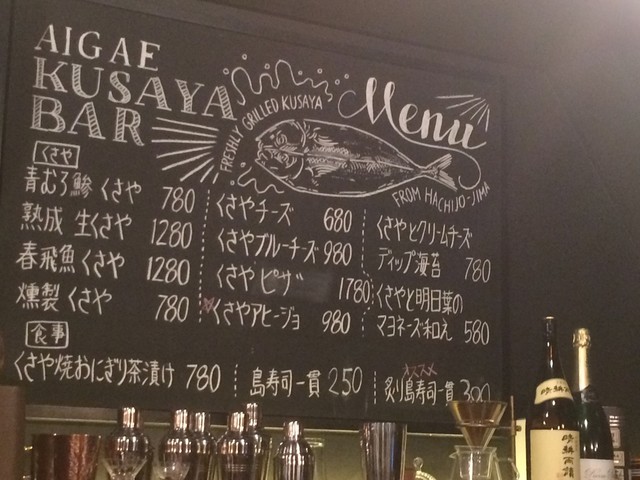 AIGAE
KUSAYA
BAR
FRESHLY GRILLED KUSAYA
Menu
FROM HACHIJO-JIMA
くさや
青むろ鯵 くさや 780
熟成 生くさや 1280
春飛魚 くさや 1280
燻製 くさや 780
くさやチーズ 680
くさやブルーチーズ 980
くさやピザ 1780
くさやアヒージョ 980
くさやとクリームチーズ
ディップ海苔 780
くさやと明日葉の
マヨネーズ和え 580
食事
くさや焼おにぎり茶漬け 780
島寿司一貫 250
オススメ
炙り島寿司一貫